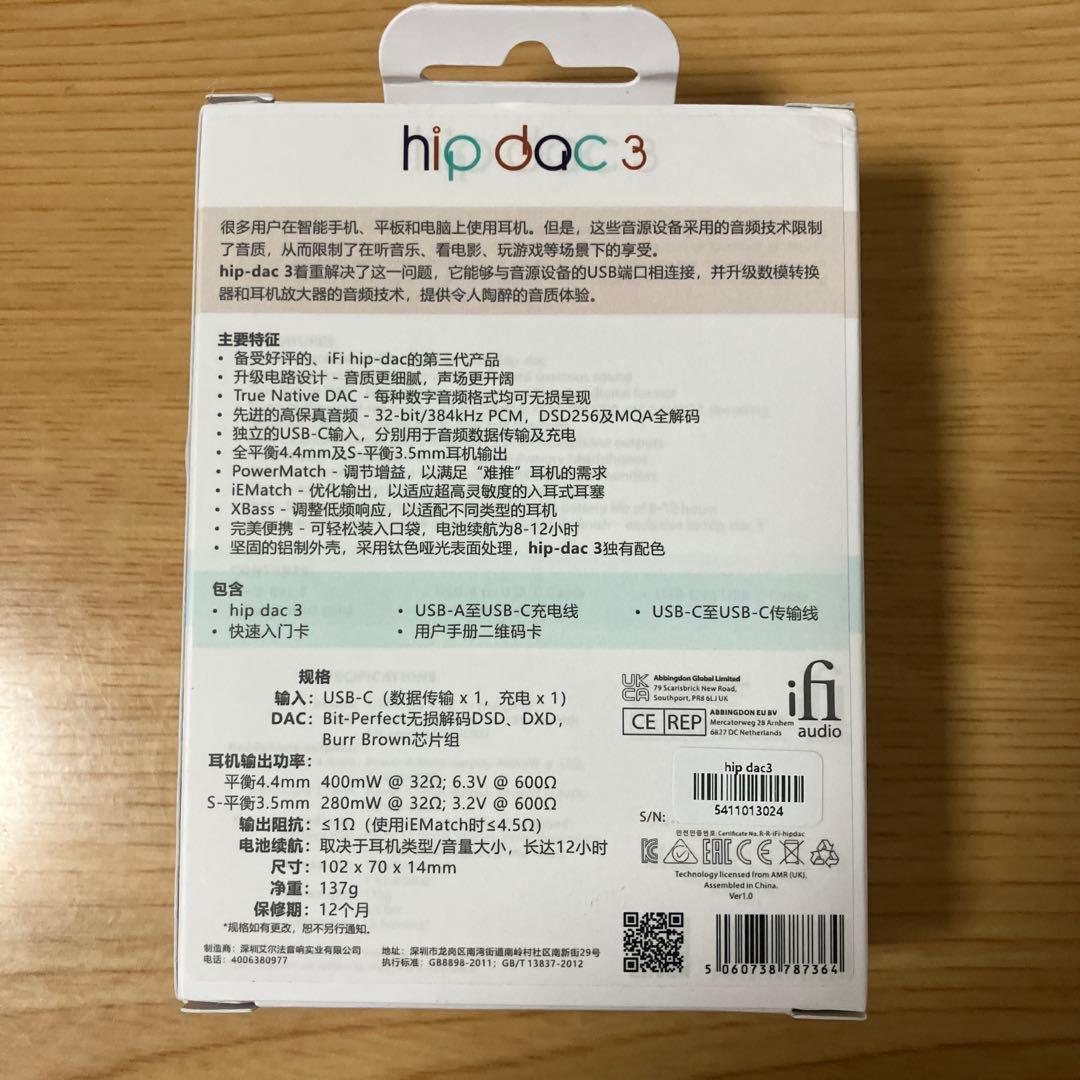 hip dac 3
很多用户在智能手机、平板和电脑上使用耳机。但是，这些音源设备采用的音频技术限制
了音质，从而限制了在听音乐、看电影、玩游戏等场景下的享受。
hip-dac 3着重解决了这一问题，它能够与音源设备的USB端口相连接，并升级数模转换
器和耳机放大器的音频技术，提供令人陶醉的音质体验。
主要特征
• 备受好评的、iFi hip-dac的第三代产品
• 升级电路设计 - 音质更细腻，声场更开阔
• True Native DAC - 每种数字音频格式均可无损呈现
• 先进的高保真音频 - 32-bit/384kHz PCM，DSD256及MQA全解码
• 独立的USB-C输入，分别用于音频数据传输及充电
• 全平衡4.4mm及S-平衡3.5mm耳机输出
• PowerMatch - 调节增益，以满足“难推”耳机的需求
• iEMatch - 优化输出，以适应超高灵敏度的入耳式耳塞
• XBass - 调整低频响应，以适配不同类型的耳机
• 完美便携 - 可轻松装入口袋，电池续航为8-12小时
• 坚固的铝制外壳，采用钛色哑光表面处理，hip-dac 3独有配色
包含
• hip dac 3 • USB-A至USB-C充电线 • USB-C至USB-C传输线
• 快速入门卡 • 用户手册二维码卡
规格
输入：USB-C（数据传输 x 1，充电 x 1）
DAC：Bit-Perfect无损解码DSD、DXD，
Burr Brown芯片组
耳机输出功率：
平衡4.4mm 400mW @ 32Ω; 6.3V @ 600Ω
S-平衡3.5mm 280mW @ 32Ω; 3.2V @ 600Ω
输出阻抗：≤1Ω（使用iEMatch时≤4.5Ω）
电池续航：取决于耳机类型/音量大小，长达12小时
尺寸：102 x 70 x 14mm
净重：137g
保修期：12个月
*规格如有更改，恕不另行通知。
制造商：深圳艾尔法音响实业有限公司
电话：4006380977
地址：深圳市龙岗区南湾街道南岭村社区南新街29号
执行标准：GB8898-2011; GB/T 13837-2012
UK
CA
Abbingdon Global Limited
79 Scarisbrick New Road,
Southport, PR8 6LJ UK
CE REP
ABBINGDON EU BV
Mercatorweg 28 Arnhem
6827 DC Netherlands
ifi
audio
hip dac3
5411013024
S/N:
안전인증번호 Certificate No. R-R-iFi-hipdac
EAC CE
Technology licensed from AMR (UK).
Assembled in China.
Ver1.0
5 060738 787364